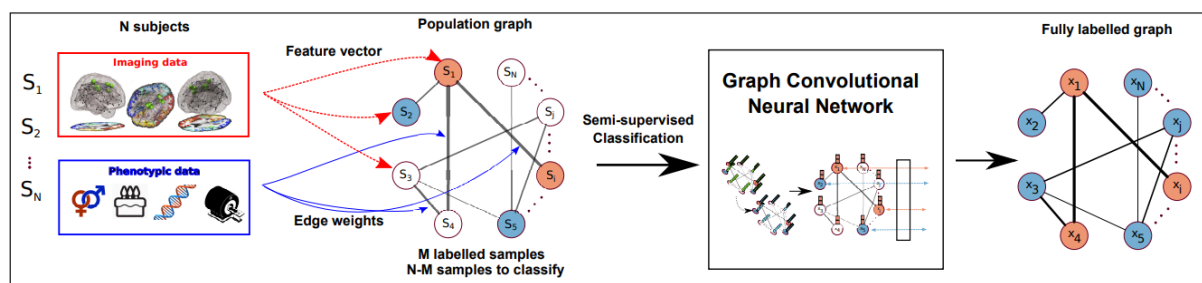 N subjects
S1
S2
SN
Imaging data
Phenotypic data
Feature vector
Edge weights
Population graph
S1
SN
S2
Sj
S3
Si
S4
S5
M labelled samples
N-M samples to classify
Semi-supervised
Classification
Graph Convolutional
Neural Network
Fully labelled graph
x1
xN
x2
xj
x3
xi
x4
x5